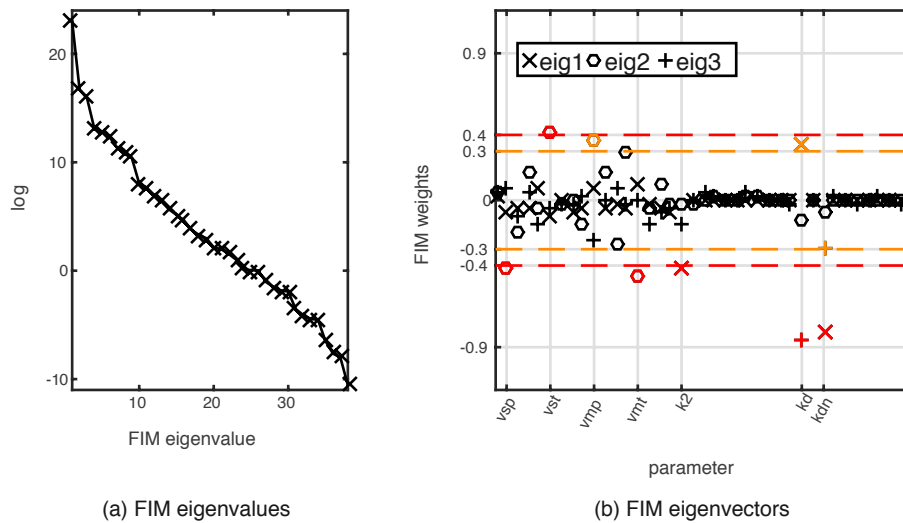 20
10
0
-10
log
10 20 30
FIM eigenvalue
(a) FIM eigenvalues
0.9
0.4
0.3
0
-0.3
-0.4
-0.9
FIM weights
eig1 eig2 eig3
vsp vst vmp vmt k2 kd kdn
parameter
(b) FIM eigenvectors